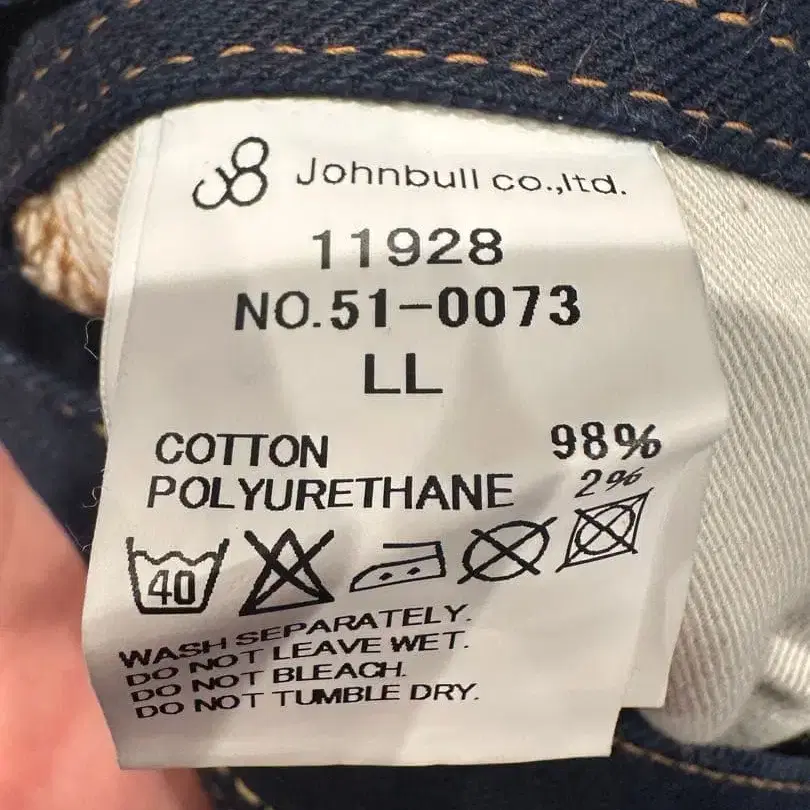 Johnbull co.,ltd.
11928
NO.51-0073
LL
COTTON 98%
POLYURETHANE 2%
40
WASH SEPARATELY.
DO NOT LEAVE WET.
DO NOT BLEACH.
DO NOT TUMBLE DRY.